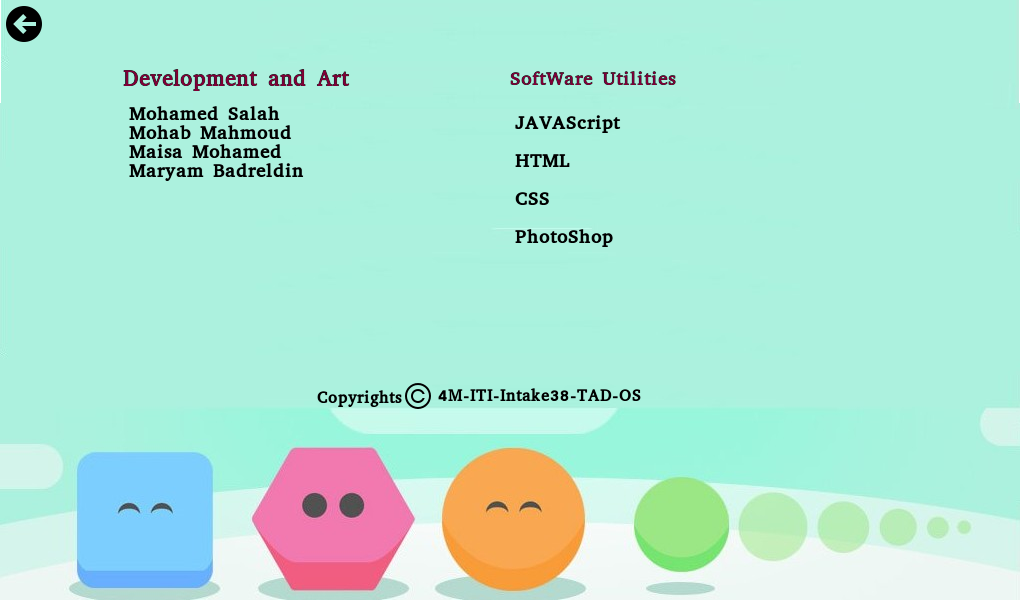 Development and Art
Mohamed Salah
Mohab Mahmoud
Maisa Mohamed
Maryam Badreldin
SoftWare Utilities
JAVAScript
HTML
CSS
PhotoShop
Copyrights © 4M-ITI-Intake38-TAD-OS